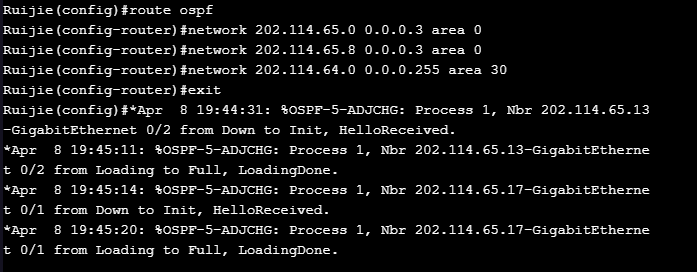 Ruijie(config)#route ospf
Ruijie(config-router)#network 202.114.65.0 0.0.0.3 area 0
Ruijie(config-router)#network 202.114.65.8 0.0.0.3 area 0
Ruijie(config-router)#network 202.114.64.0 0.0.0.255 area 30
Ruijie(config-router)#exit
Ruijie(config)#*Apr  8 19:44:31: %OSPF-5-ADJCHG: Process 1, Nbr 202.114.65.13
-GigabitEthernet 0/2 from Down to Init, HelloReceived.
*Apr  8 19:45:11: %OSPF-5-ADJCHG: Process 1, Nbr 202.114.65.13-GigabitEtherne
t 0/2 from Loading to Full, LoadingDone.
*Apr  8 19:45:14: %OSPF-5-ADJCHG: Process 1, Nbr 202.114.65.17-GigabitEtherne
t 0/1 from Down to Init, HelloReceived.
*Apr  8 19:45:20: %OSPF-5-ADJCHG: Process 1, Nbr 202.114.65.17-GigabitEtherne
t 0/1 from Loading to Full, LoadingDone.